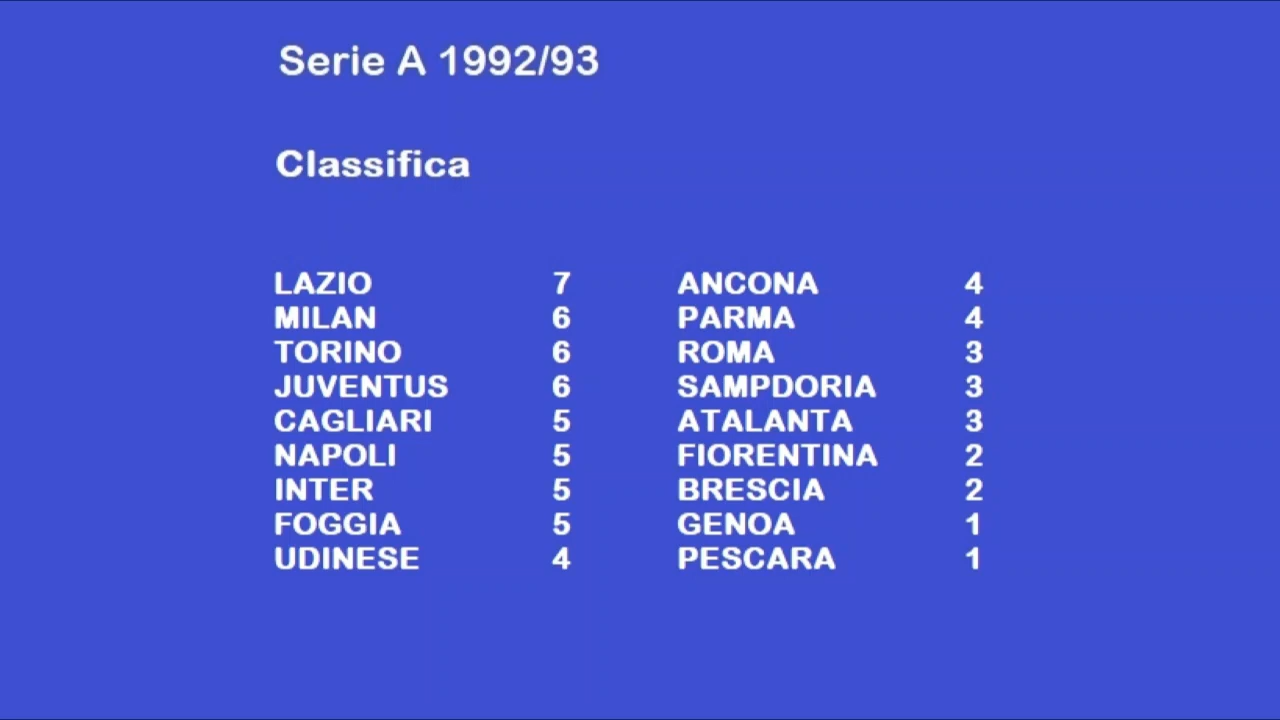 Serie A 1992/93
Classifica
LAZIO 7
MILAN 6
TORINO 6
JUVENTUS 6
CAGLIARI 5
NAPOLI 5
INTER 5
FOGGIA 5
UDINESE 4
ANCONA 4
PARMA 4
ROMA 3
SAMPDORIA 3
ATALANTA 3
FIORENTINA 2
BRESCIA 2
GENOA 1
PESCARA 1